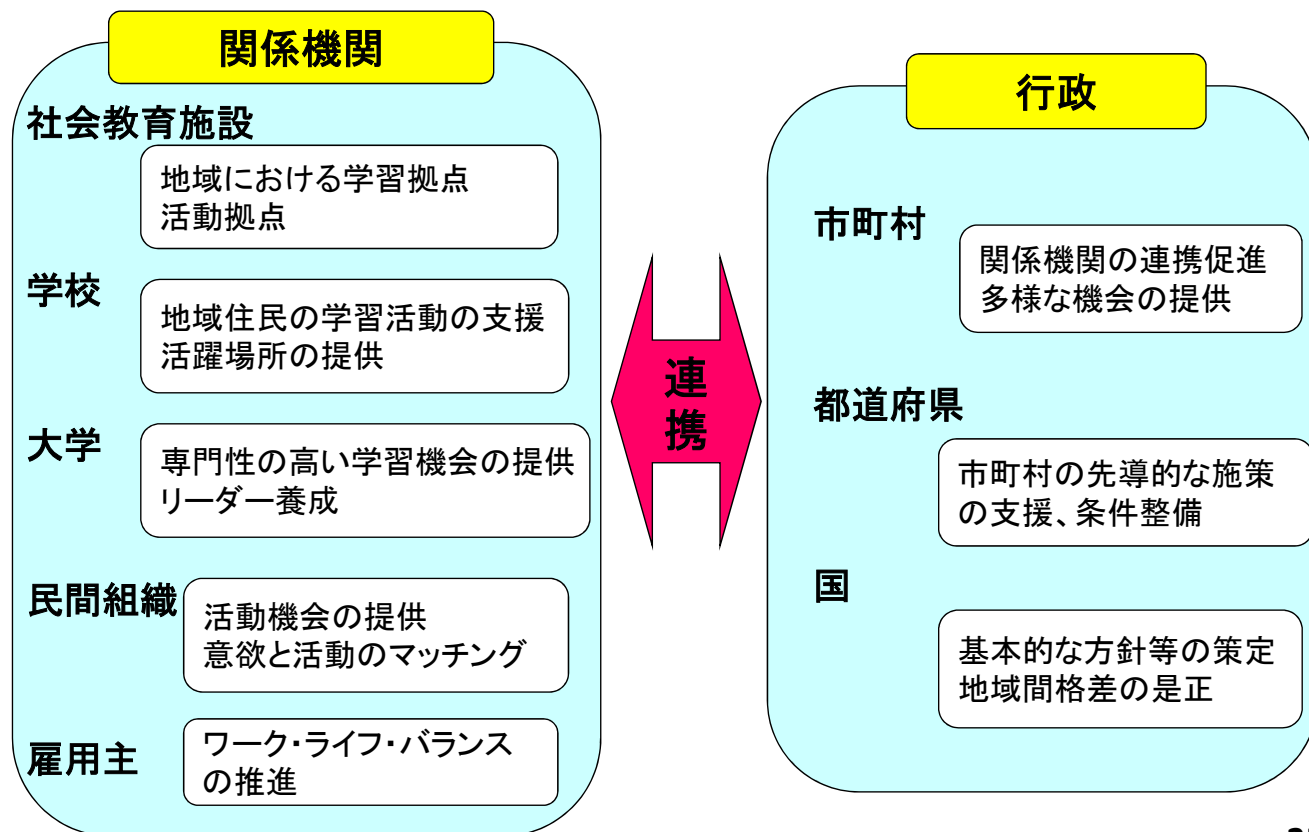 関係機関
社会教育施設
地域における学習拠点
活動拠点
学校
地域住民の学習活動の支援
活躍場所の提供
大学
専門性の高い学習機会の提供
リーダー養成
民間組織
活動機会の提供
意欲と活動のマッチング
雇用主
ワーク・ライフ・バランス
の推進
連
携
行政
市町村
関係機関の連携促進
多様な機会の提供
都道府県
市町村の先導的な施策
の支援、条件整備
国
基本的な方針等の策定
地域間格差の是正